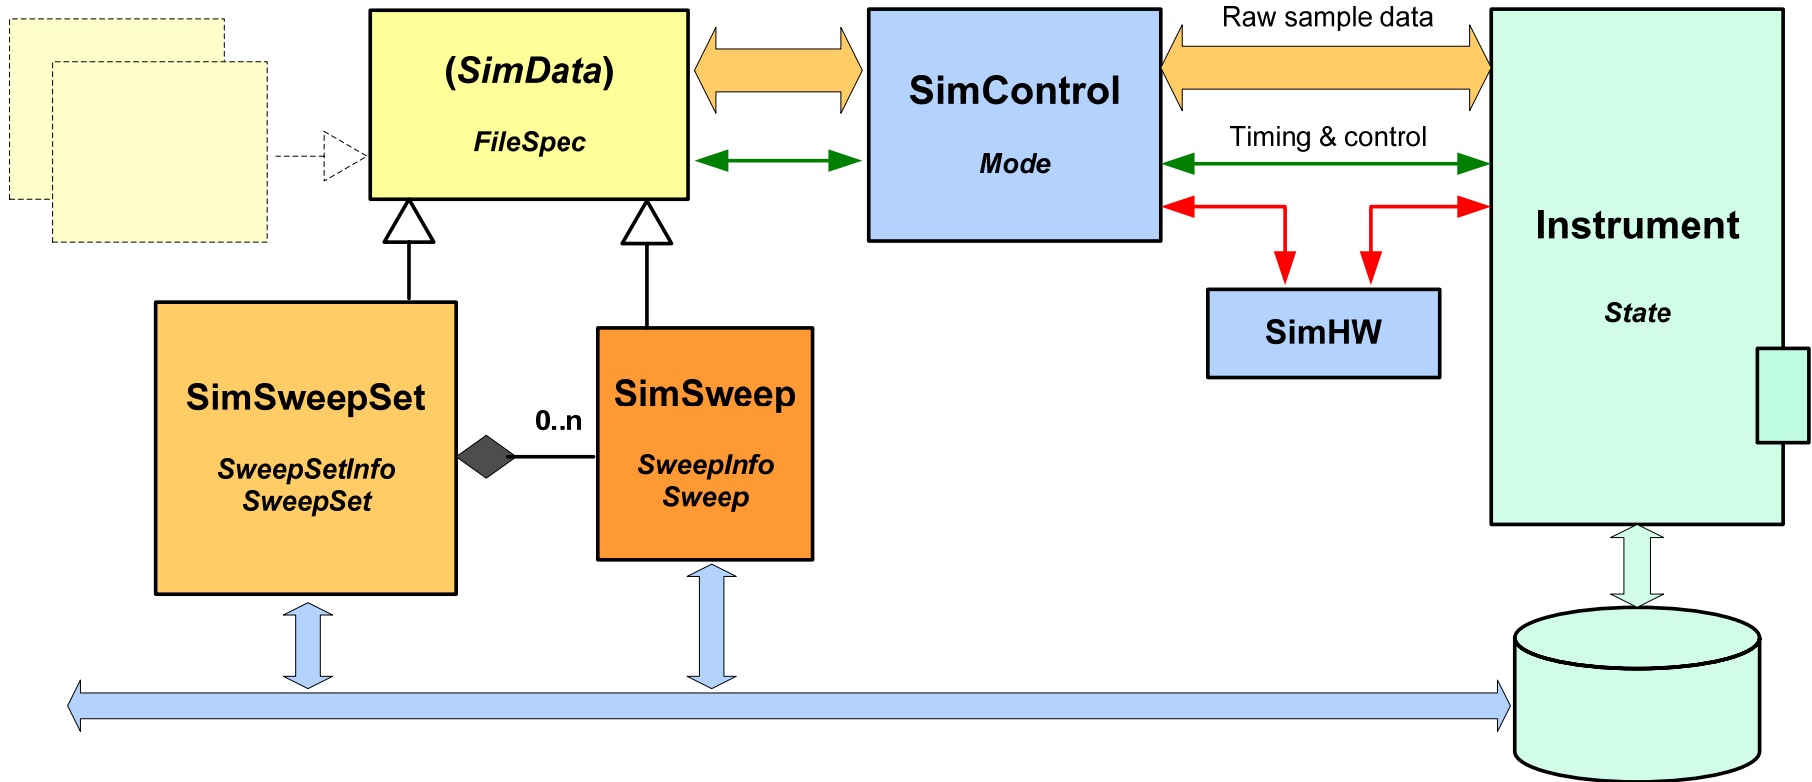 (SimData)
FileSpec
SimControl
Mode
Raw sample data
Timing & control
Instrument
State
SimHW
SimSweepSet
SweepSetInfo
SweepSet
0..n
SimSweep
SweepInfo
Sweep